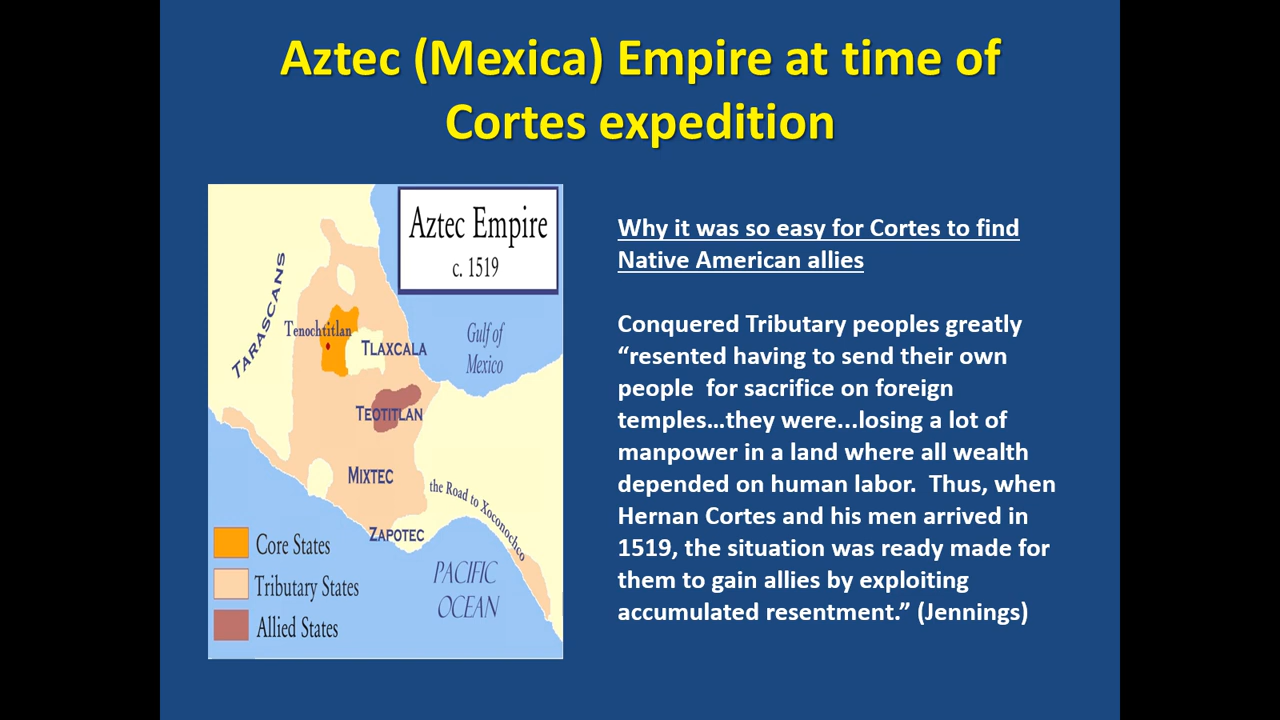 Aztec (Mexica) Empire at time of
Cortes expedition
Aztec Empire
c. 1519
TARASCANS
Tenochtitlan
TLAXCALA
Gulf of
Mexico
TEOTITLAN
MIXTEC
the Road to Xoconochco
ZAPOTEC
PACIFIC
OCEAN
Core States
Tributary States
Allied States
Why it was so easy for Cortes to find
Native American allies
Conquered Tributary peoples greatly
“resented having to send their own
people  for sacrifice on foreign
temples…they were...losing a lot of
manpower in a land where all wealth
depended on human labor.  Thus, when
Hernan Cortes and his men arrived in
1519, the situation was ready made for
them to gain allies by exploiting
accumulated resentment.” (Jennings)